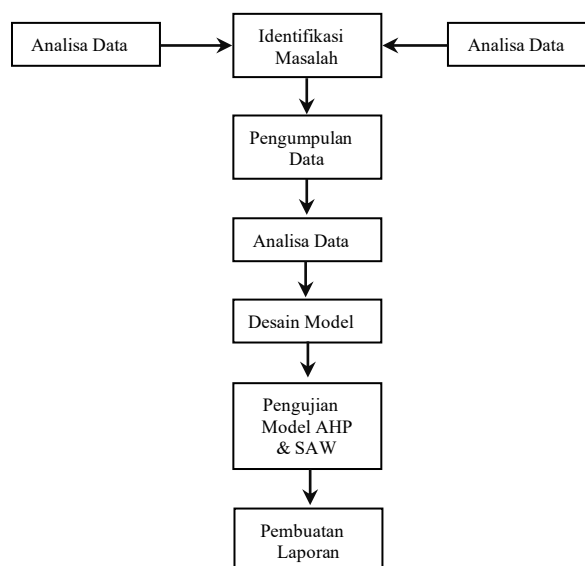 Analisa Data
Identifikasi
Masalah
Analisa Data
Pengumpulan
Data
Analisa Data
Desain Model
Pengujian
Model AHP
& SAW
Pembuatan
Laporan